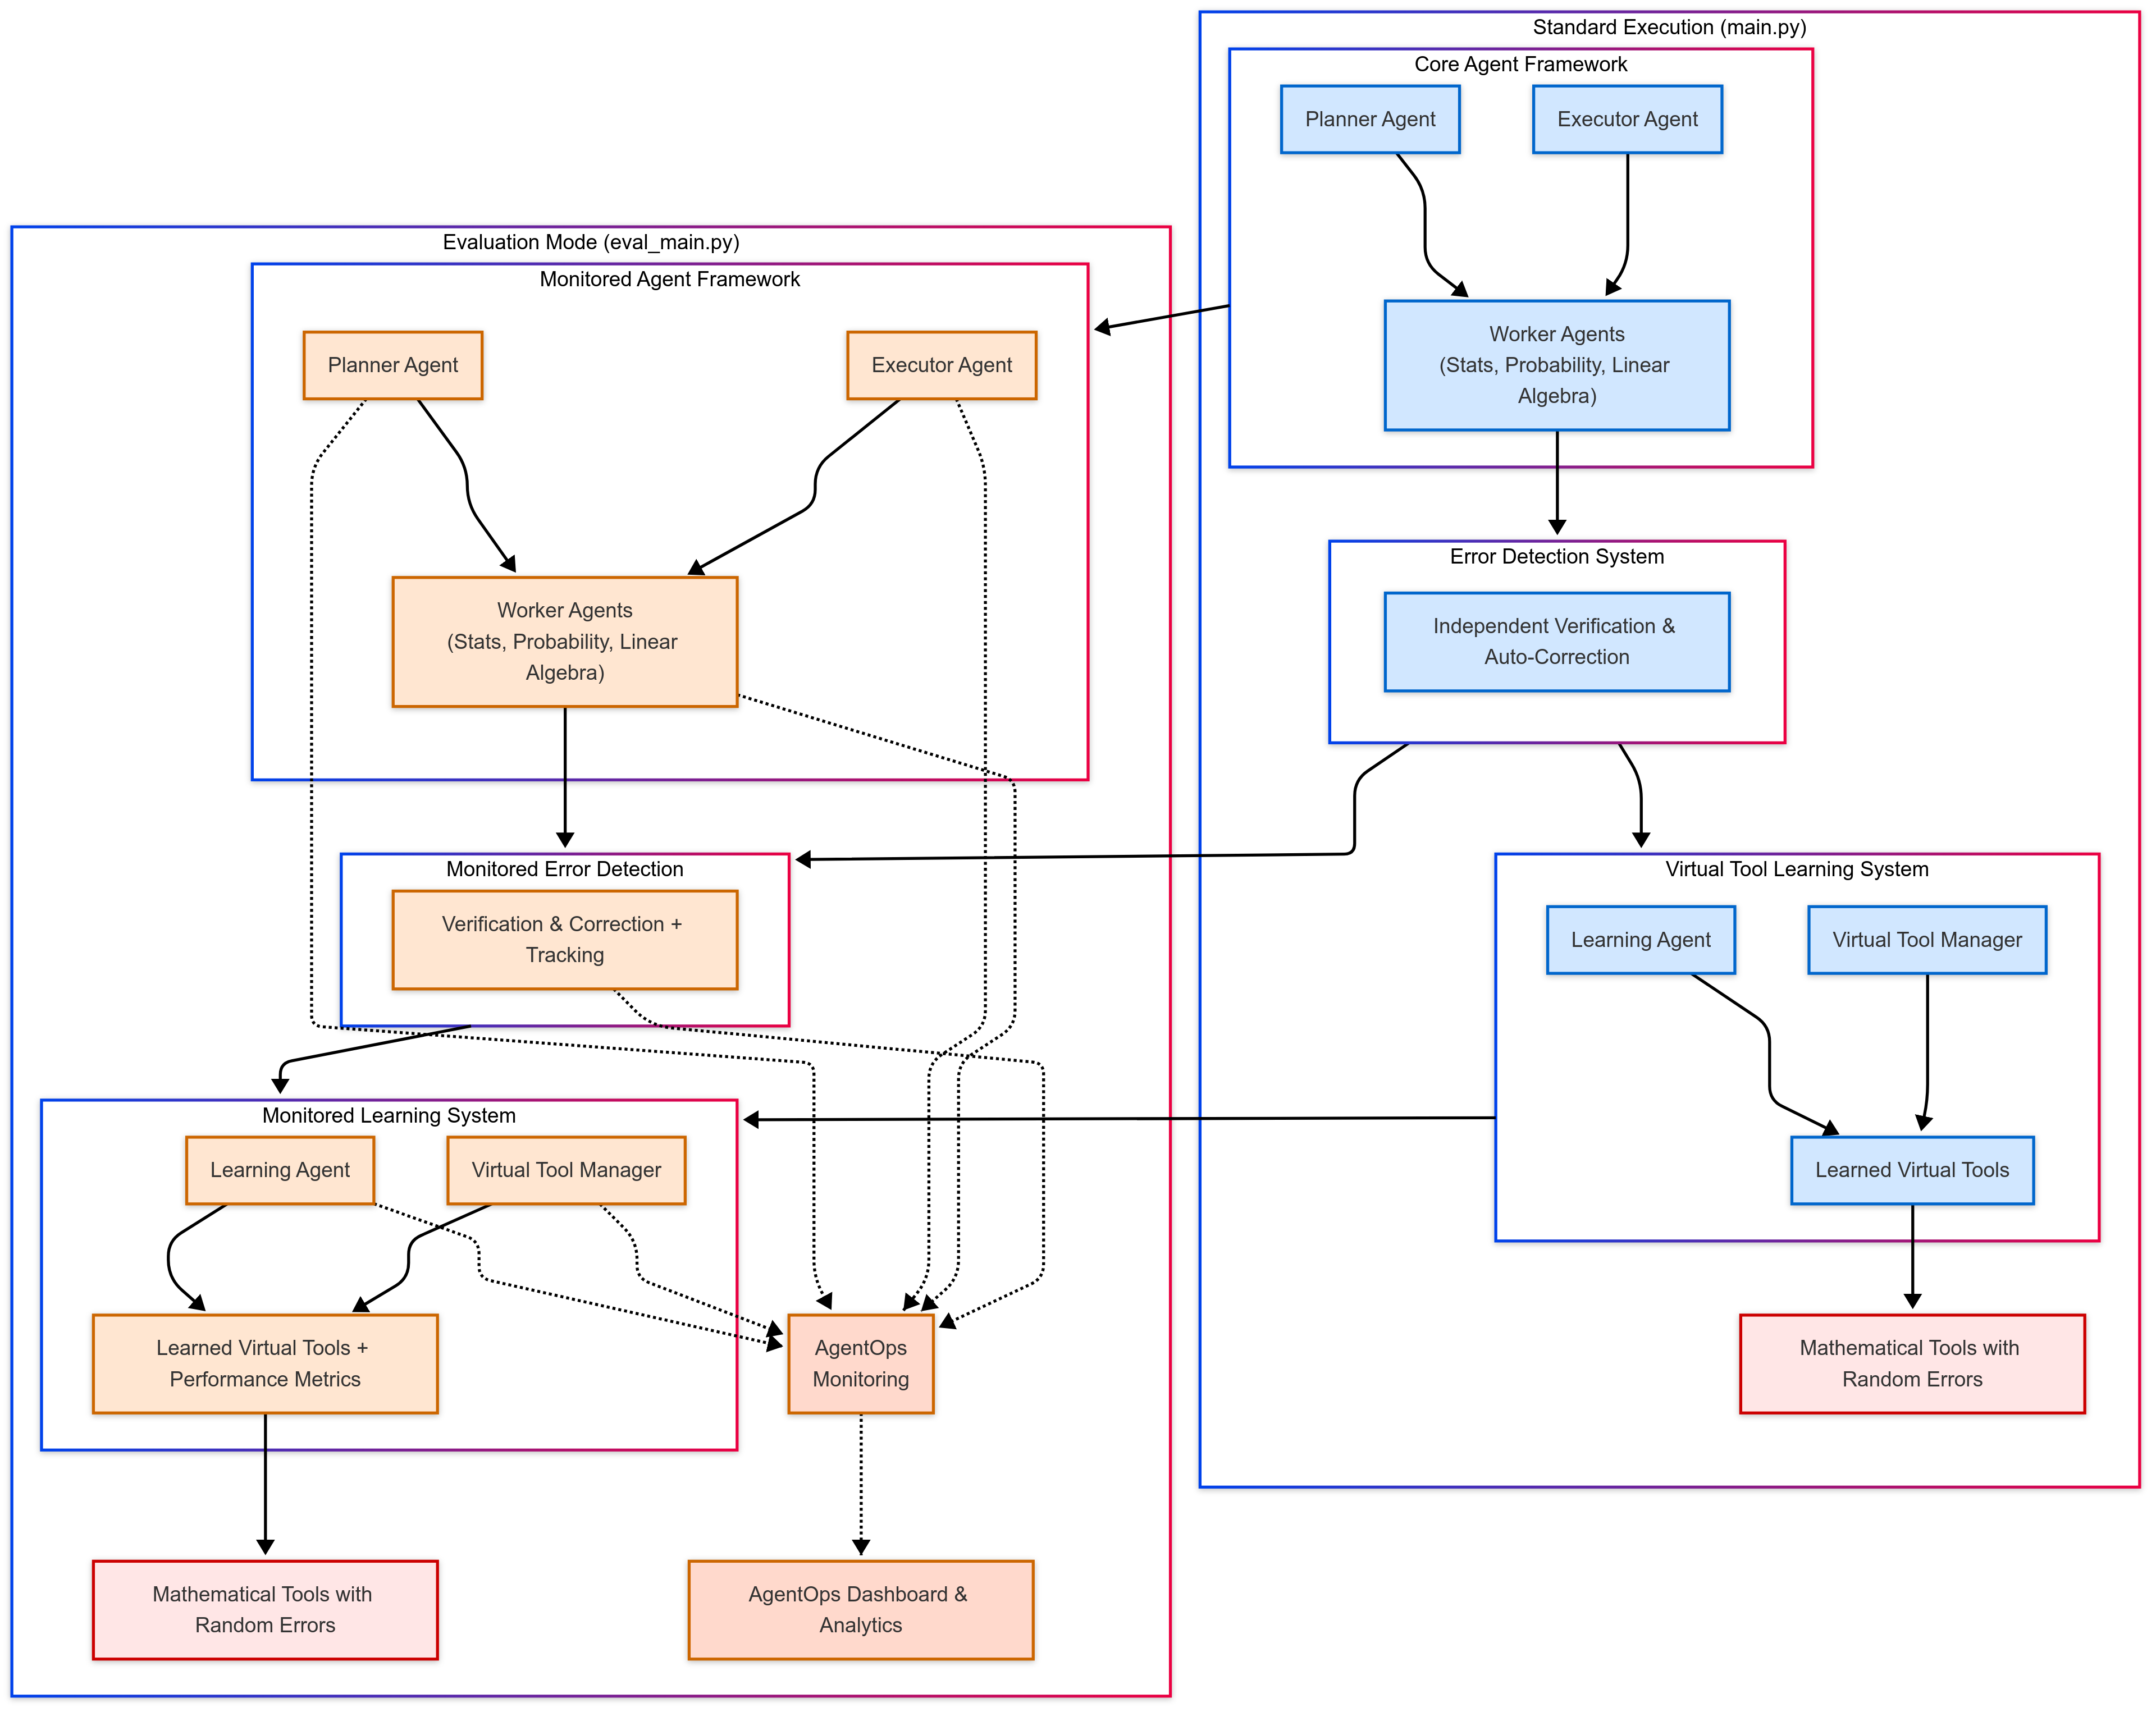 Standard Execution (main.py)
Core Agent Framework
Planner Agent
Executor Agent
Worker Agents
(Stats, Probability, Linear
Algebra)
Error Detection System
Independent Verification &
Auto-Correction
Virtual Tool Learning System
Learning Agent
Virtual Tool Manager
Learned Virtual Tools
Mathematical Tools with
Random Errors
Evaluation Mode (eval_main.py)
Monitored Agent Framework
Planner Agent
Executor Agent
Worker Agents
(Stats, Probability, Linear
Algebra)
Monitored Error Detection
Verification & Correction +
Tracking
Monitored Learning System
Learning Agent
Virtual Tool Manager
Learned Virtual Tools +
Performance Metrics
AgentOps
Monitoring
Mathematical Tools with
Random Errors
AgentOps Dashboard &
Analytics